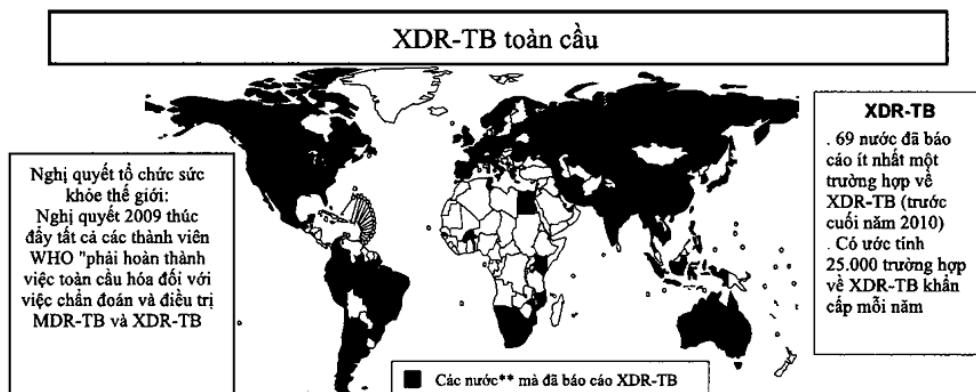 XDR-TB toàn cầu
Nghị quyết tổ chức sức
khỏe thế giới:
Nghị quyết 2009 thúc
đẩy tất cả các thành viên
WHO "phải hoàn thành
việc toàn cầu hóa đối với
việc chẩn đoán và điều trị
MDR-TB và XDR-TB
XDR-TB
. 69 nước đã báo
cáo ít nhất một
trường hợp về
XDR-TB (trước
cuối năm 2010)
. Có ước tính
25.000 trường hợp
về XDR-TB khẩn
cấp mỗi năm
Các nước** mà đã báo cáo XDR-TB